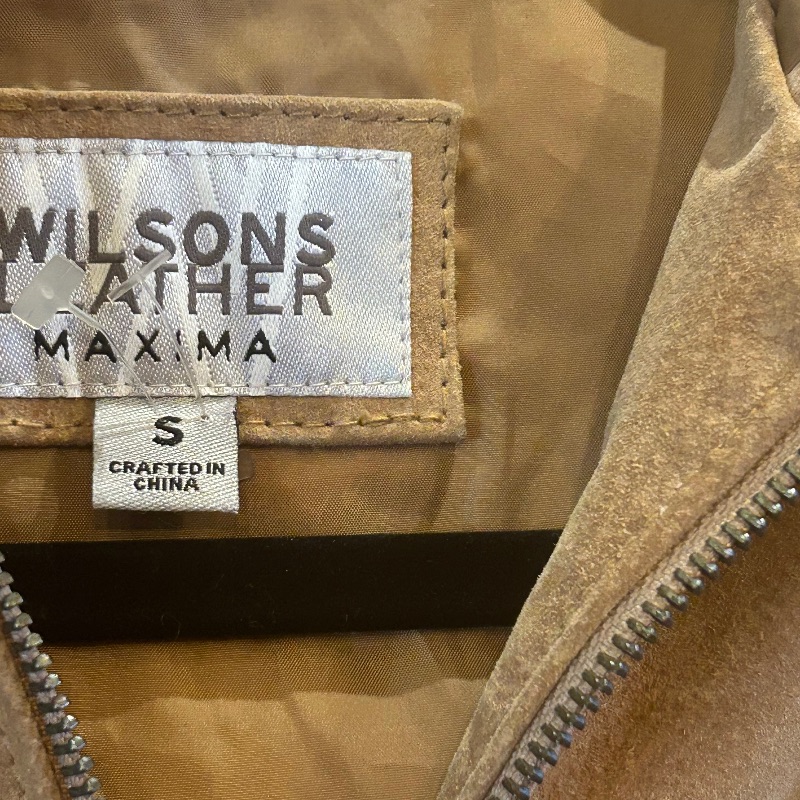 WILSONS
LEATHER
MAXIMA
S
CRAFTED IN
CHINA